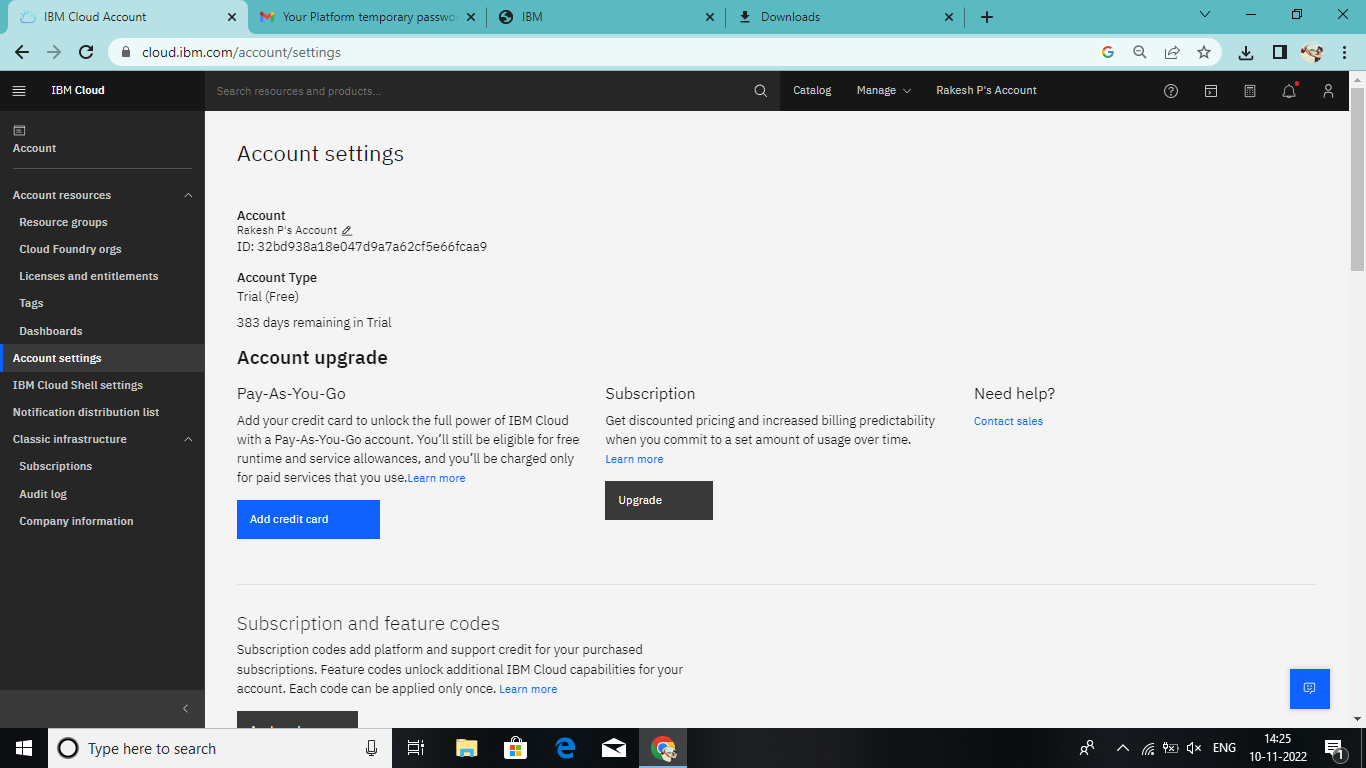 IBM Cloud Account
Your Platform temporary passwo
IBM
Downloads
cloud.ibm.com/account/settings
IBM Cloud
Search resources and products...
Catalog
Manage
Rakesh P's Account
Account
Account resources
Resource groups
Cloud Foundry orgs
Licenses and entitlements
Tags
Dashboards
Account settings
IBM Cloud Shell settings
Notification distribution list
Classic infrastructure
Subscriptions
Audit log
Company information
Account settings
Account
Rakesh P's Account
ID: 32bd938a18e047d9a7a62cf5e66fcaa9
Account Type
Trial (Free)
383 days remaining in Trial
Account upgrade
Pay-As-You-Go
Add your credit card to unlock the full power of IBM Cloud
with a Pay-As-You-Go account. You’ll still be eligible for free
runtime and service allowances, and you’ll be charged only
for paid services that you use.Learn more
Add credit card
Subscription
Get discounted pricing and increased billing predictability
when you commit to a set amount of usage over time.
Learn more
Upgrade
Need help?
Contact sales
Subscription and feature codes
Subscription codes add platform and support credit for your purchased
subscriptions. Feature codes unlock additional IBM Cloud capabilities for your
account. Each code can be applied only once. Learn more
Type here to search
ENG
14:25
10-11-2022
1